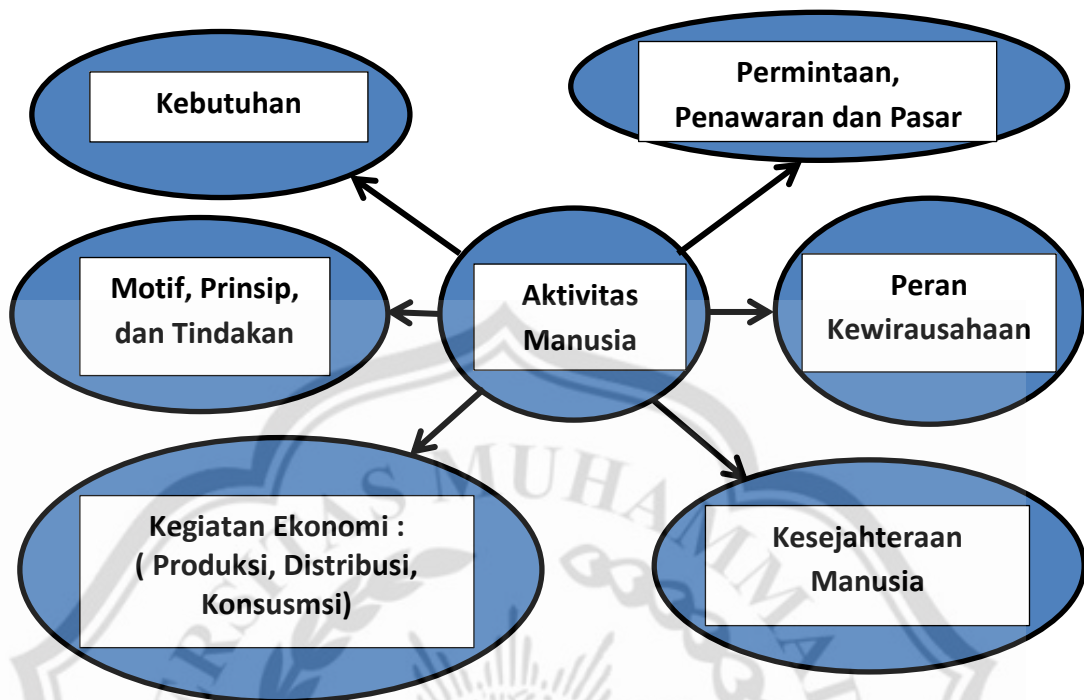 Kebutuhan
Permintaan,
Penawaran dan Pasar
Motif, Prinsip,
dan Tindakan
Aktivitas
Manusia
Peran
Kewirausahaan
Kegiatan Ekonomi :
( Produksi, Distribusi,
Konsusmsi)
Kesejahteraan
Manusia